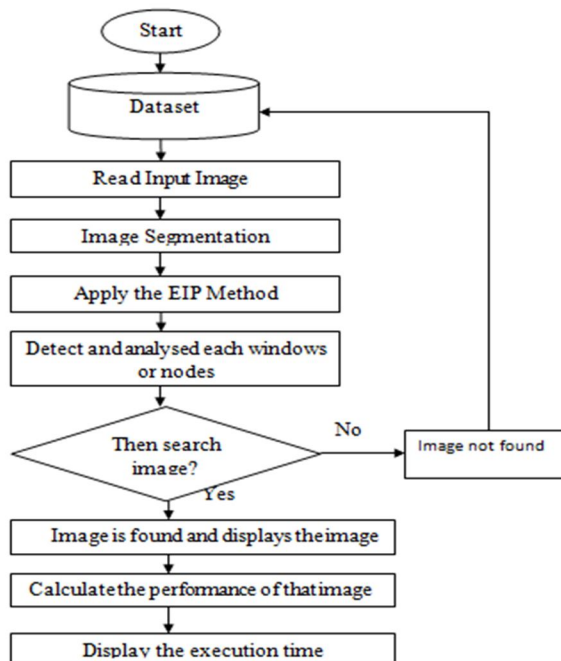 Start
Dataset
Read Input Image
Image Segmentation
Apply the EIP Method
Detect and analysed each windows
or nodes
Then search
image?
No
Image not found
Yes
Image is found and displays the image
Calculate the performance of that image
Display the execution time